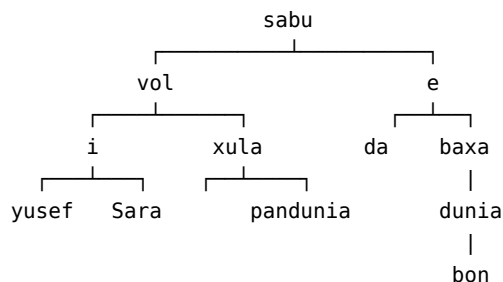 sabu
vol e
i xula da baxa
yusef Sara pandunia dunia
bon